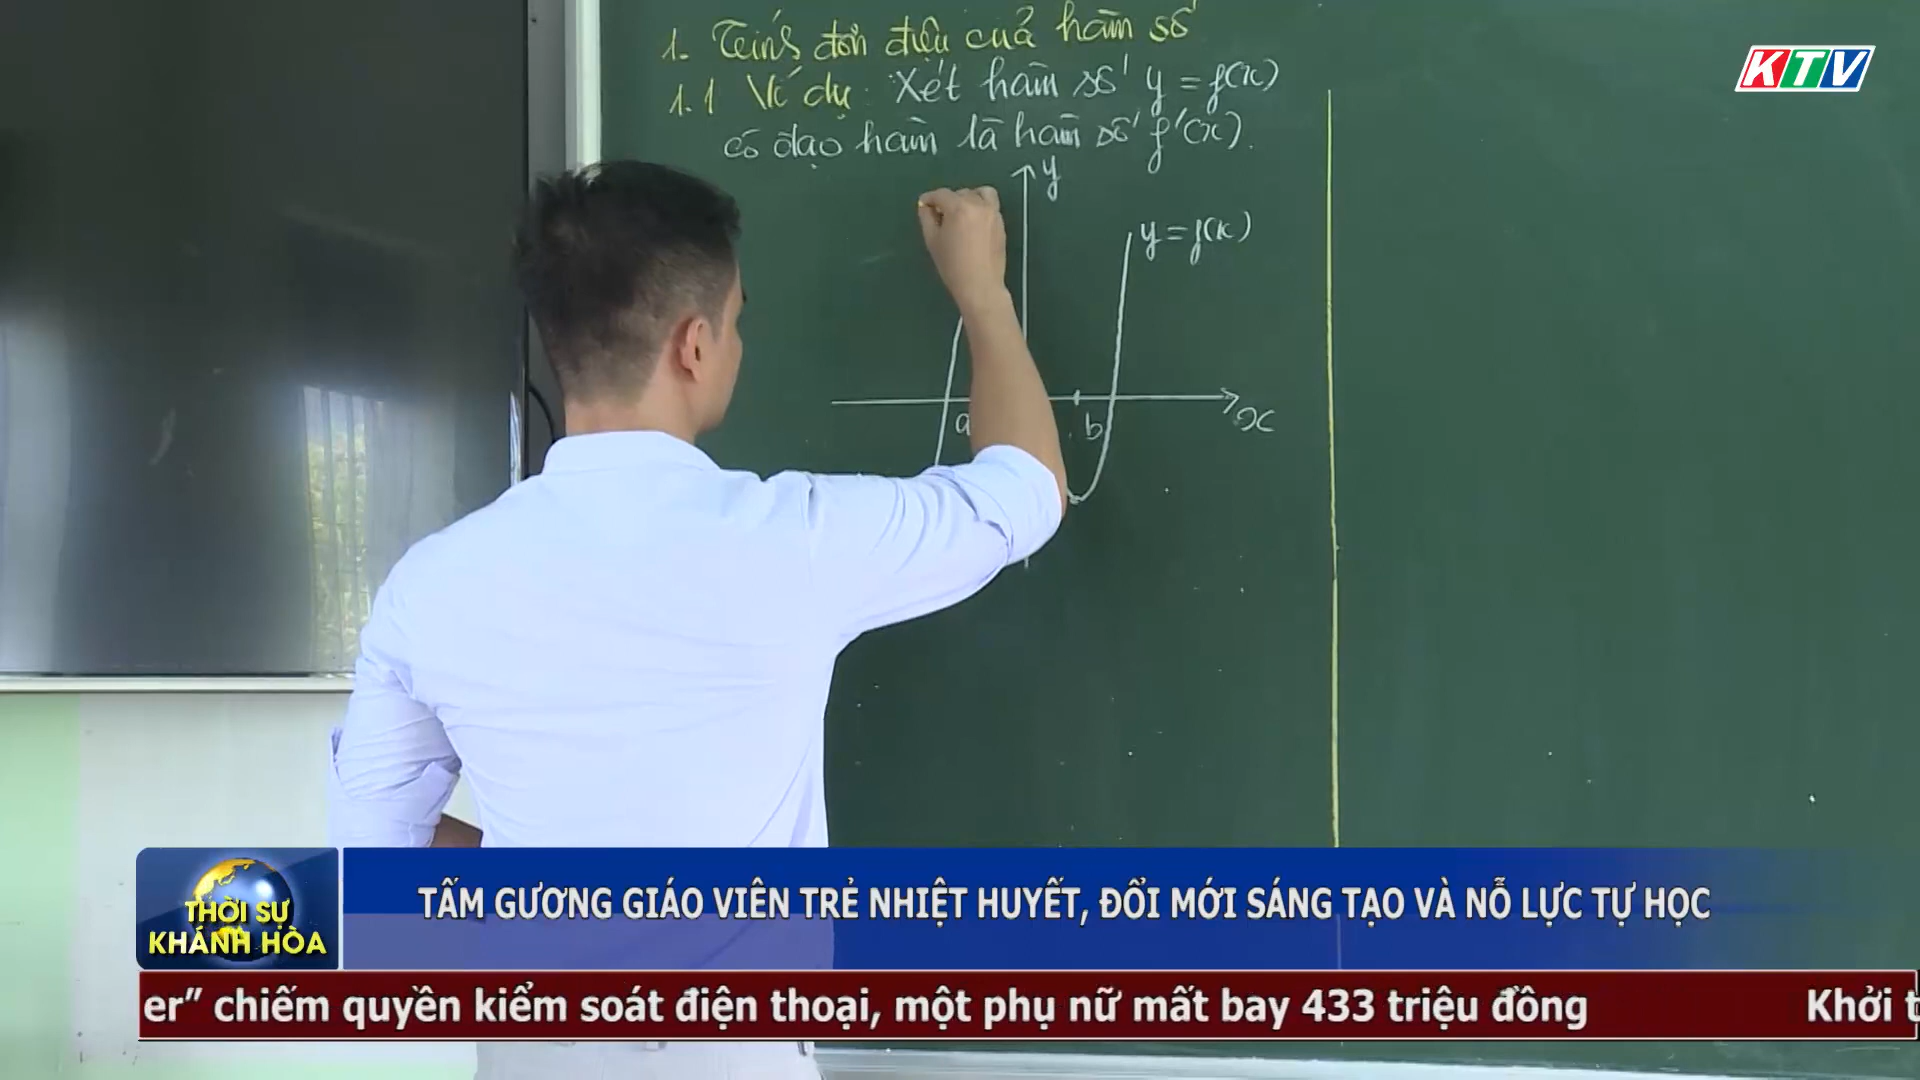 1. Tính đơn điệu của hàm số
1.1 Ví dụ: Xét hàm số y = f(x)
có đạo hàm là hàm số f'(x).
y
y = f(x)
a
b
x
KTV
THỜI SỰ
KHÁNH HÒA
TẤM GƯƠNG GIÁO VIÊN TRẺ NHIỆT HUYẾT, ĐỔI MỚI SÁNG TẠO VÀ NỖ LỰC TỰ HỌC
er” chiếm quyền kiểm soát điện thoại, một phụ nữ mất bay 433 triệu đồng Khởi t